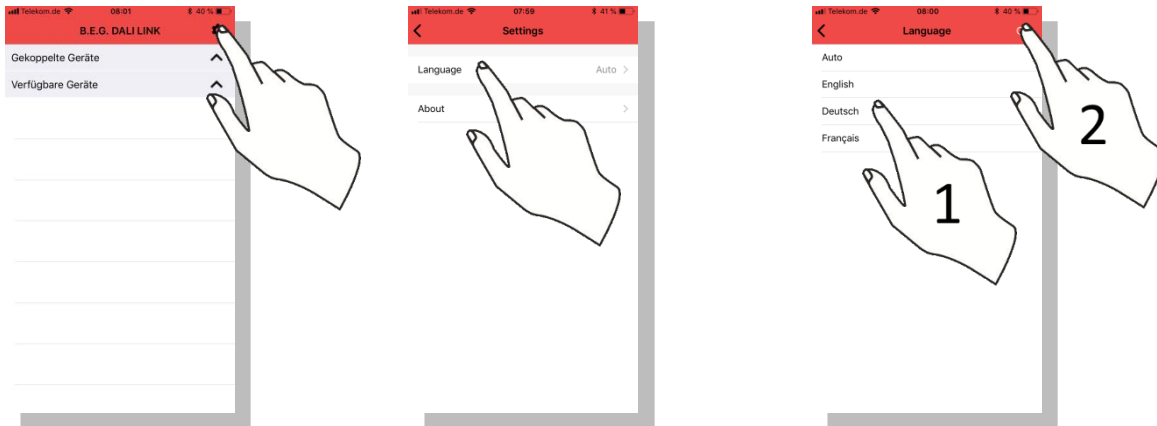 Telekom.de 08:01 40 %
B.E.G. DALI LINK
Gekoppelte Geräte
Verfügbare Geräte
Telekom.de 07:59 41 %
Settings
Language Auto
About
Telekom.de 08:00 40 %
Language
Auto
English
Deutsch
Français
1
2